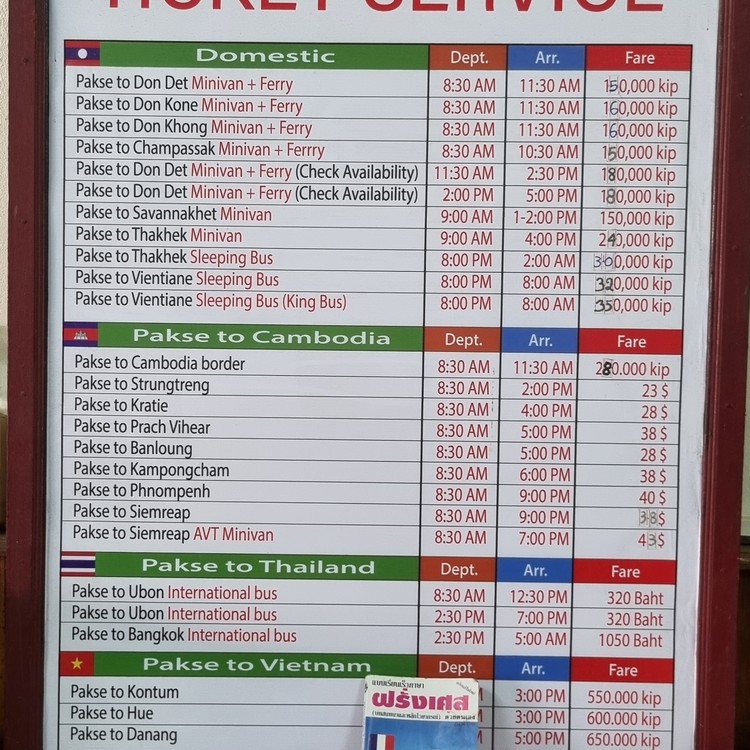 TICKET SERVICE
Domestic Dept. Arr. Fare
Pakse to Don Det Minivan + Ferry 8:30 AM 11:30 AM 150,000 kip
Pakse to Don Kone Minivan + Ferry 8:30 AM 11:30 AM 160,000 kip
Pakse to Don Khong Minivan + Ferrry 8:30 AM 11:30 AM 160,000 kip
Pakse to Champassak Minivan + Ferrry 8:30 AM 10:30 AM 150,000 kip
Pakse to Don Det Minivan + Ferry (Check Availability) 11:30 AM 2:30 PM 180,000 kip
Pakse to Don Det Minivan + Ferry (Check Availability) 2:00 PM 5:00 PM 180,000 kip
Pakse to Savannakhet Minivan 9:00 AM 1-2:00 PM 150,000 kip
Pakse to Thakhek Minivan 9:00 AM 4:00 PM 240,000 kip
Pakse to Thakhek Sleeping Bus 8:00 PM 2:00 AM 300,000 kip
Pakse to Vientiane Sleeping Bus 8:00 PM 8:00 AM 320,000 kip
Pakse to Vientiane Sleeping Bus (King Bus) 8:00 PM 8:00 AM 350,000 kip
Pakse to Cambodia Dept. Arr. Fare
Pakse to Cambodia border 8:30 AM 11:30 AM 280.000 kip
Pakse to Strungtreng 8:30 AM 2:00 PM 23 $
Pakse to Kratie 8:30 AM 4:00 PM 28 $
Pakse to Prach Vihear 8:30 AM 5:00 PM 38 $
Pakse to Banloung 8:30 AM 5:00 PM 28 $
Pakse to Kampongcham 8:30 AM 6:00 PM 38 $
Pakse to Phnompenh 8:30 AM 9:00 PM 40 $
Pakse to Siemreap 8:30 AM 9:00 PM 38 $
Pakse to Siemreap AVT Minivan 8:30 AM 7:00 PM 43 $
Pakse to Thailand Dept. Arr. Fare
Pakse to Ubon International bus 8:30 AM 12:30 PM 320 Baht
Pakse to Ubon International bus 2:30 PM 7:00 PM 320 Baht
Pakse to Bangkok International bus 2:30 PM 5:00 AM 1050 Baht
Pakse to Vietnam Dept. Arr. Fare
Pakse to Kontum 3:00 PM 550.000 kip
Pakse to Hue 3:00 PM 600.000 kip
Pakse to Danang 5:00 PM 650.000 kip
แบบเรียนเร็วภาษา
ฝรั่งเศส